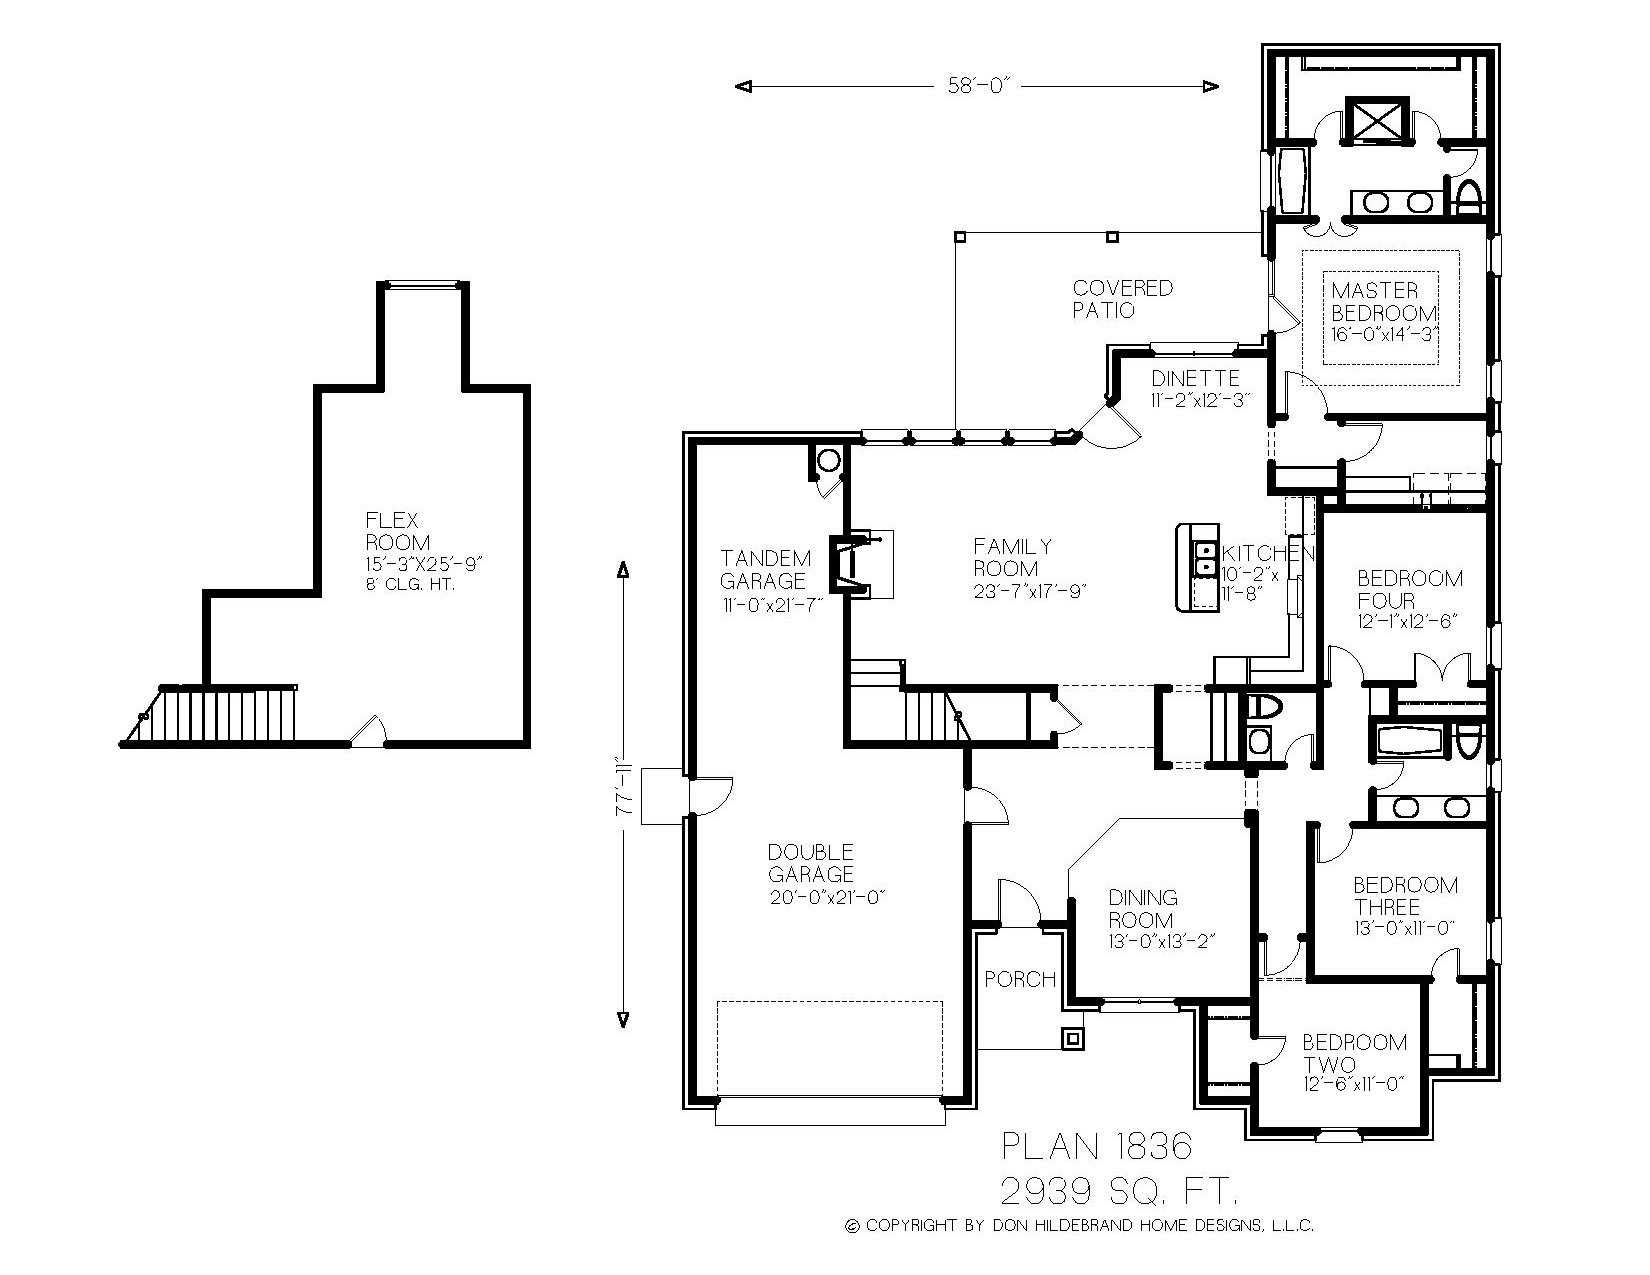 58'-0"
COVERED
PATIO
MASTER
BEDROOM
16'-0"x14'-3"
DINETTE
11'-2"x12'-3"
FLEX
ROOM
15'-3"X25'-9"
8' CLG. HT.
TANDEM
GARAGE
11'-0"x21'-7"
FAMILY
ROOM
23'-7"x17'-9"
KITCHEN
10'-2"x
11'-8"
BEDROOM
FOUR
12'-1"x12'-6"
77'-11"
DOUBLE
GARAGE
20'-0"x21'-0"
DINING
ROOM
13'-0"x13'-2"
BEDROOM
THREE
13'-0"x11'-0"
PORCH
BEDROOM
TWO
12'-6"x11'-0"
PLAN 1836
2939 SQ. FT.
© COPYRIGHT BY DON HILDEBRAND HOME DESIGNS, L.L.C.